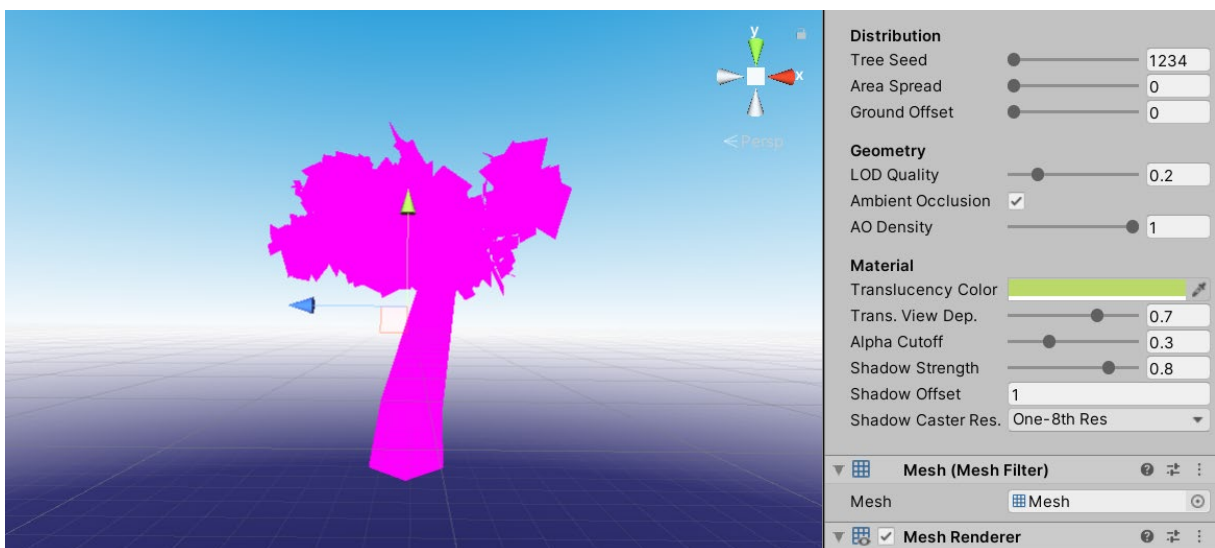 y
x
<Persp
Distribution
Tree Seed 1234
Area Spread 0
Ground Offset 0
Geometry
LOD Quality 0.2
Ambient Occlusion
AO Density 1
Material
Translucency Color
Trans. View Dep. 0.7
Alpha Cutoff 0.3
Shadow Strength 0.8
Shadow Offset 1
Shadow Caster Res. One-8th Res
Mesh (Mesh Filter)
Mesh Mesh
Mesh Renderer